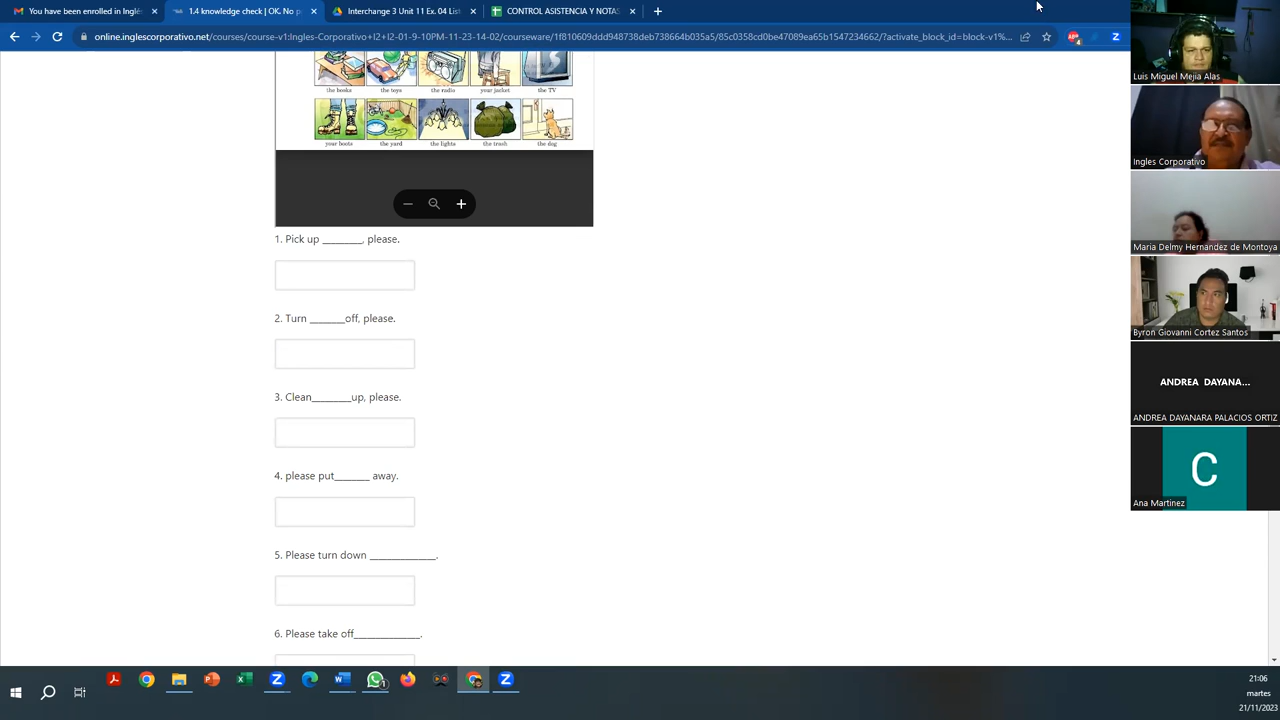 You have been enrolled in Inglé
1.4 knowledge check | OK. No p
Interchange 3 Unit 11 Ex. 04 List
CONTROL ASISTENCIA Y NOTAS
online.inglescorporativo.net/courses/course-v1:Ingles-Corporativo+I2+I2-01-9-10PM-11-23-14-02/courseware/1f810609ddd948738deb738664b035a5/85c0358cd0be47089ea65b1547234662/?activate_block_id=block-v1%...
the books
the toys
the radio
your jacket
the TV
your boots
the yard
the lights
the trash
the dog
1. Pick up ________, please.
2. Turn _______off, please.
3. Clean________up, please.
4. please put_______ away.
5. Please turn down _____________.
6. Please take off_____________.
Luis Miguel Mejia Alas
Ingles Corporativo
Maria Delmy Hernandez de Montoya
Byron Giovanni Cortez Santos
ANDREA DAYANA...
ANDREA DAYANARA PALACIOS ORTIZ
C
Ana Martinez
21:06
martes
21/11/2023